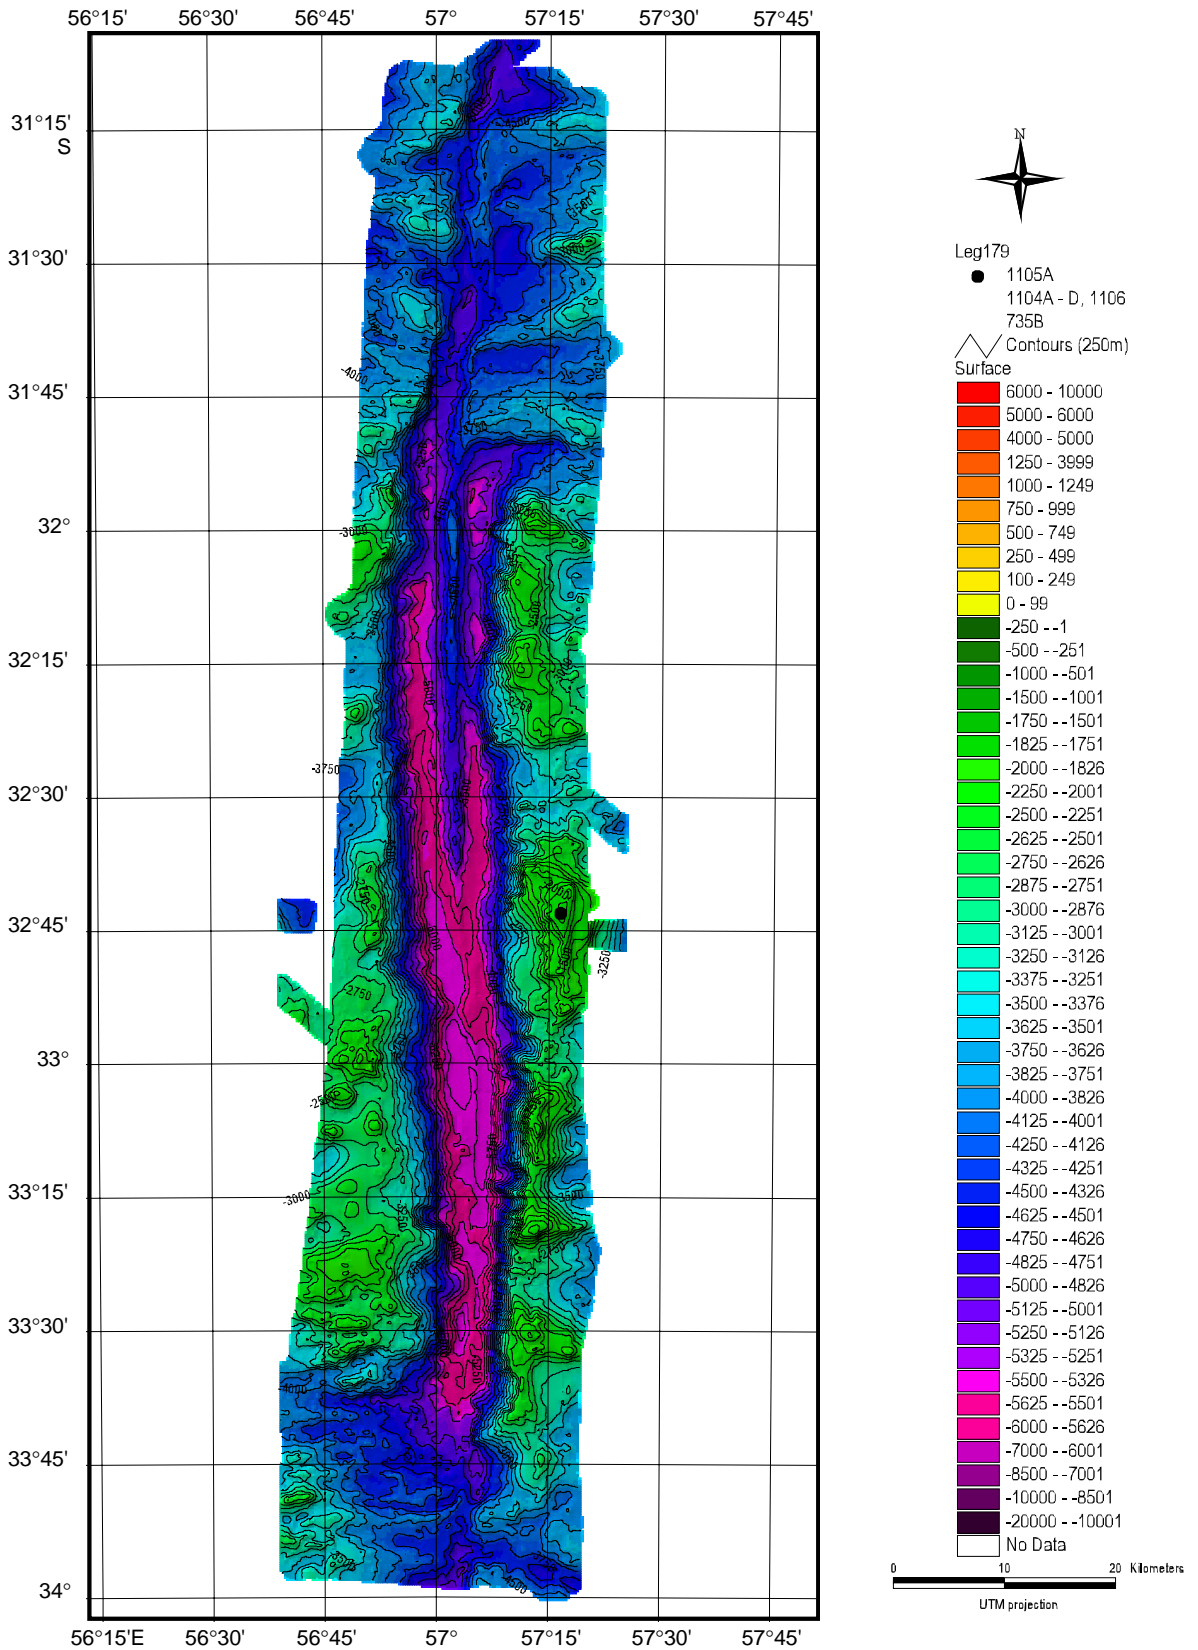 56°30' 56°45' 57° 57°15' 57°30' 57°45'
31°15'
S
31°30'
31°45'
32°
32°15'
32°30'
32°45'
33°
33°15'
33°30'
33°45'
34°
56°15'E 56°30' 56°45' 57° 57°15' 57°30' 57°45'
-4500
-4000
-3750
-3000
-3750
-2750
-3250
-2500
-3000
-3500
-2750
-4000
-3500
-4500
N
Leg179
1105A
1104A - D, 1106
735B
Contours (250m)
Surface
6000 - 10000
5000 - 6000
4000 - 5000
1250 - 3999
1000 - 1249
750 - 999
500 - 749
250 - 499
100 - 249
0 - 99
-250 - -1
-500 - -251
-1000 - -501
-1500 - -1001
-1750 - -1501
-1825 - -1751
-2000 - -1826
-2250 - -2001
-2500 - -2251
-2625 - -2501
-2750 - -2626
-2875 - -2751
-3000 - -2876
-3125 - -3001
-3250 - -3126
-3375 - -3251
-3500 - -3376
-3625 - -3501
-3750 - -3626
-3825 - -3751
-4000 - -3826
-4125 - -4001
-4250 - -4126
-4325 - -4251
-4500 - -4326
-4625 - -4501
-4750 - -4626
-4825 - -4751
-5000 - -4826
-5125 - -5001
-5250 - -5126
-5325 - -5251
-5500 - -5326
-5625 - -5501
-6000 - -5626
-7000 - -6001
-8500 - -7001
-10000 - -8501
-20000 - -10001
No Data
0 10 20 Kilometers
UTM projection